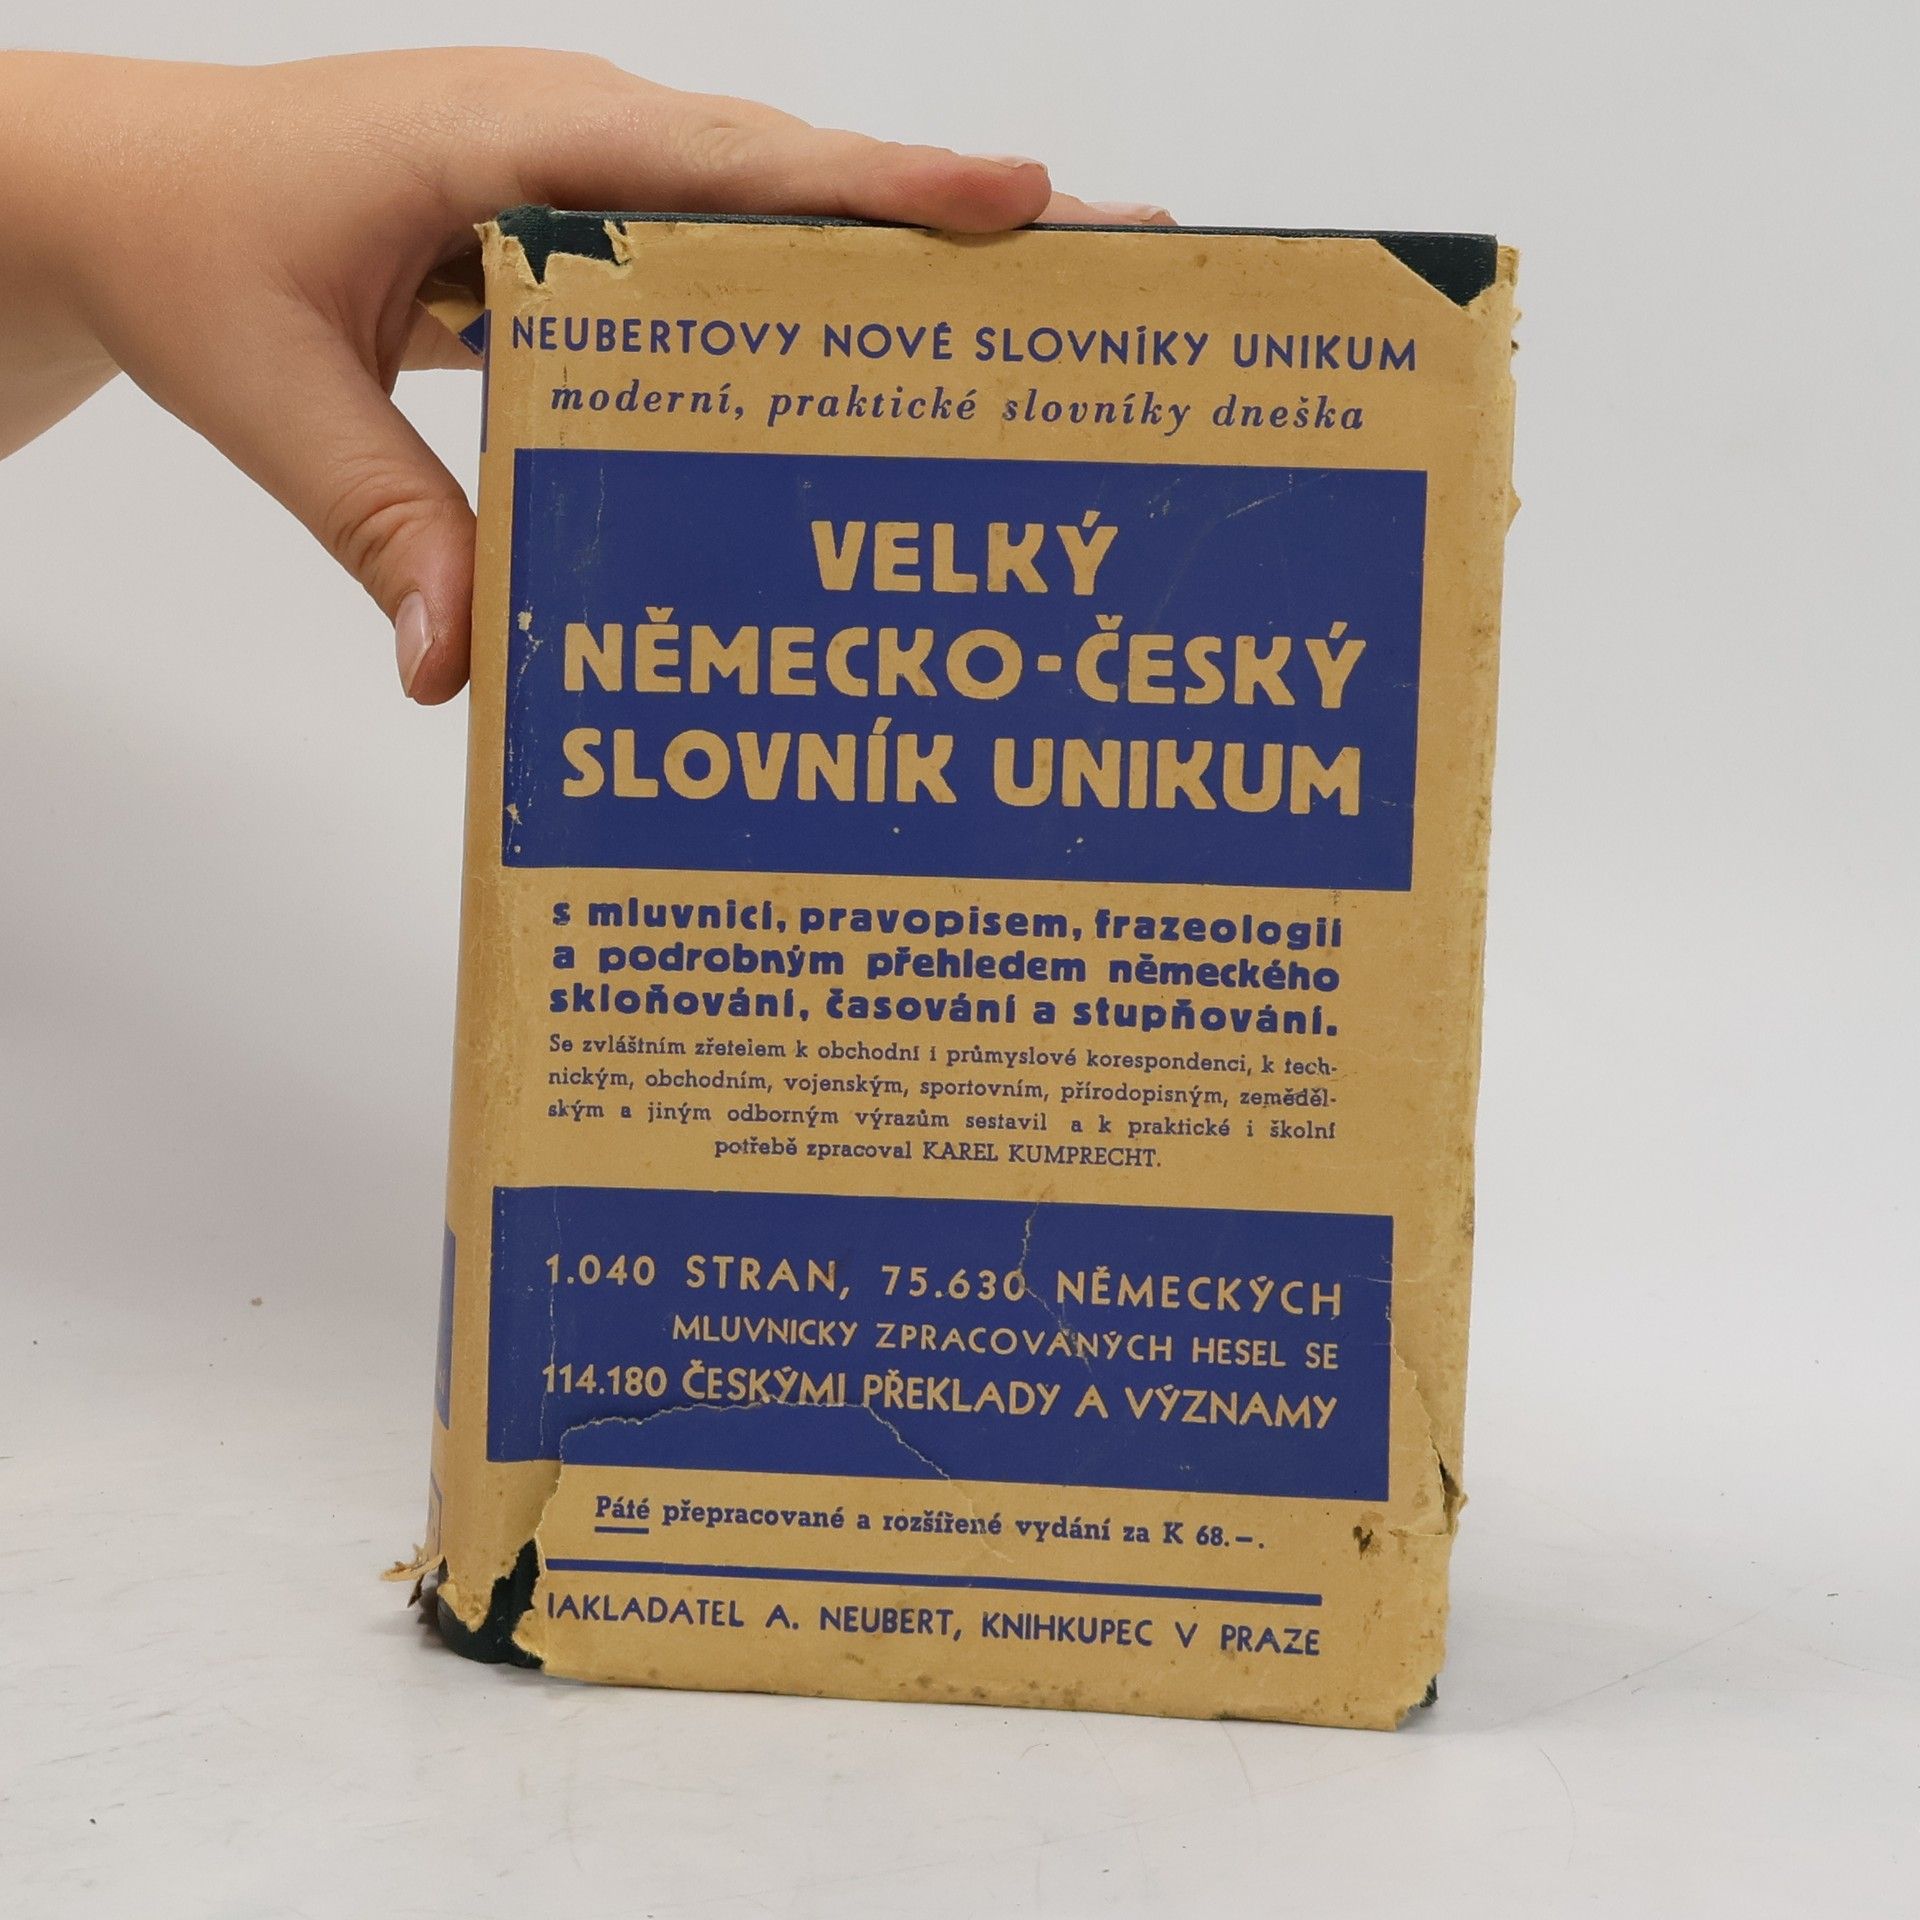 NEUBERTOVY NOVÉ SLOVNÍKY UNIKUM
moderní, praktické slovníky dneška
VELKÝ
NĚMECKO-ČESKÝ
SLOVNÍK UNIKUM
s mluvnicí, pravopisem, frazeologií
a podrobným přehledem německého
skloňování, časování a stupňování.
Se zvláštním zřetelem k obchodní i průmyslové korespondenci, k tech-
nickým, obchodním, vojenským, sportovním, přírodopisným, zeměděl-
ským a jiným odborným výrazům sestavil a k praktické i školní
potřebě zpracoval KAREL KUMPRECHT.
1.040 STRAN, 75.630 NĚMECKÝCH
MLUVNICKY ZPRACOVANÝCH HESEL SE
114.180 ČESKÝMI PŘEKLADY A VÝZNAMY
Páté přepracované a rozšířené vydání za K 68.–.
NAKLADATEL A. NEUBERT, KNIHKUPEC V PRAZE